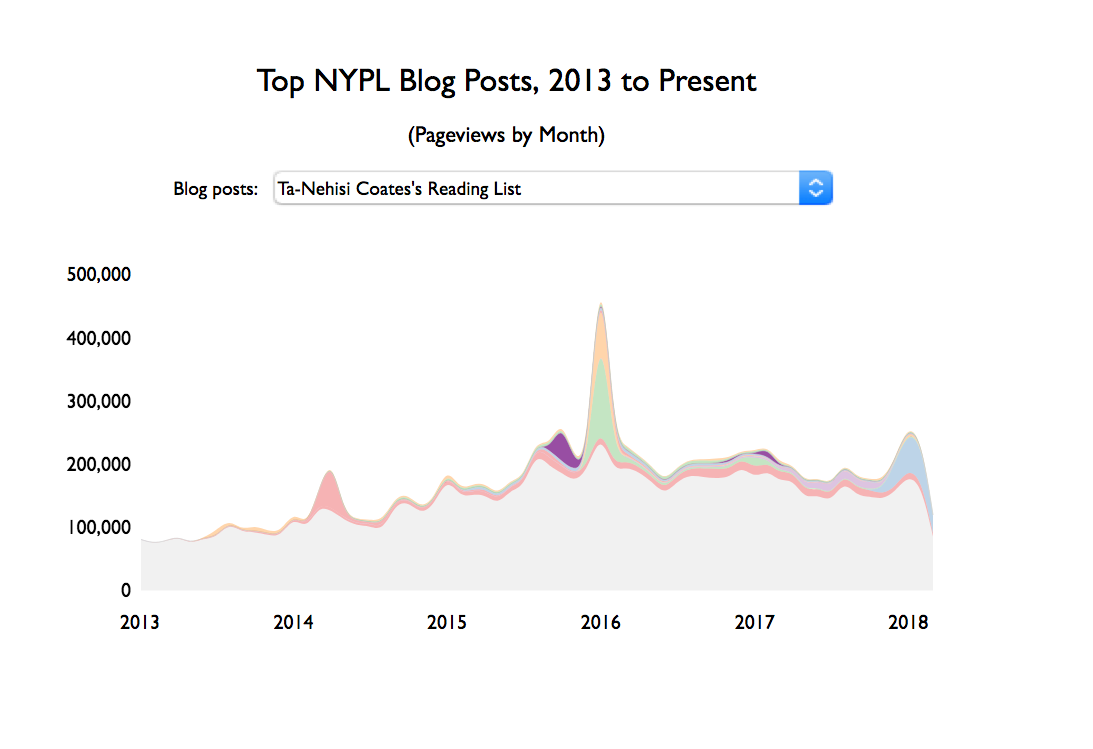 Top NYPL Blog Posts, 2013 to Present
(Pageviews by Month)
Blog posts: Ta-Nehisi Coates's Reading List
500,000
400,000
300,000
200,000
100,000
0
2013 2014 2015 2016 2017 2018